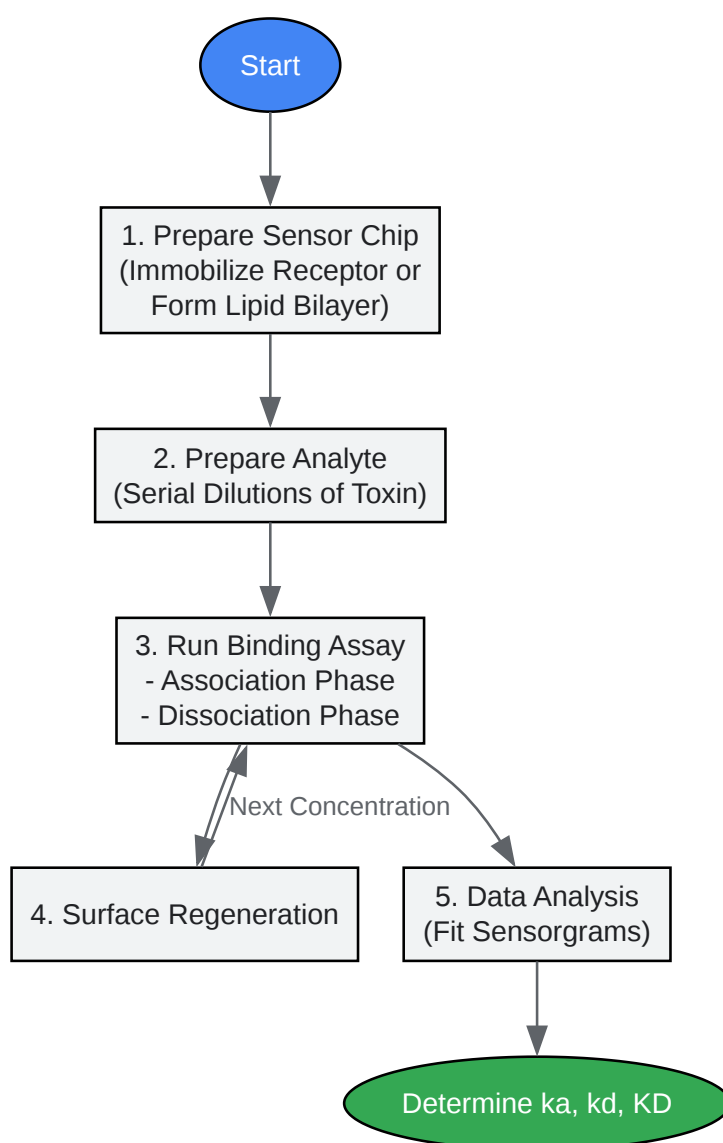 Start
1. Prepare Sensor Chip
(Immobilize Receptor or
Form Lipid Bilayer)
2. Prepare Analyte
(Serial Dilutions of Toxin)
3. Run Binding Assay
- Association Phase
- Dissociation Phase
Next Concentration
4. Surface Regeneration
5. Data Analysis
(Fit Sensorgrams)
Determine ka, kd, KD